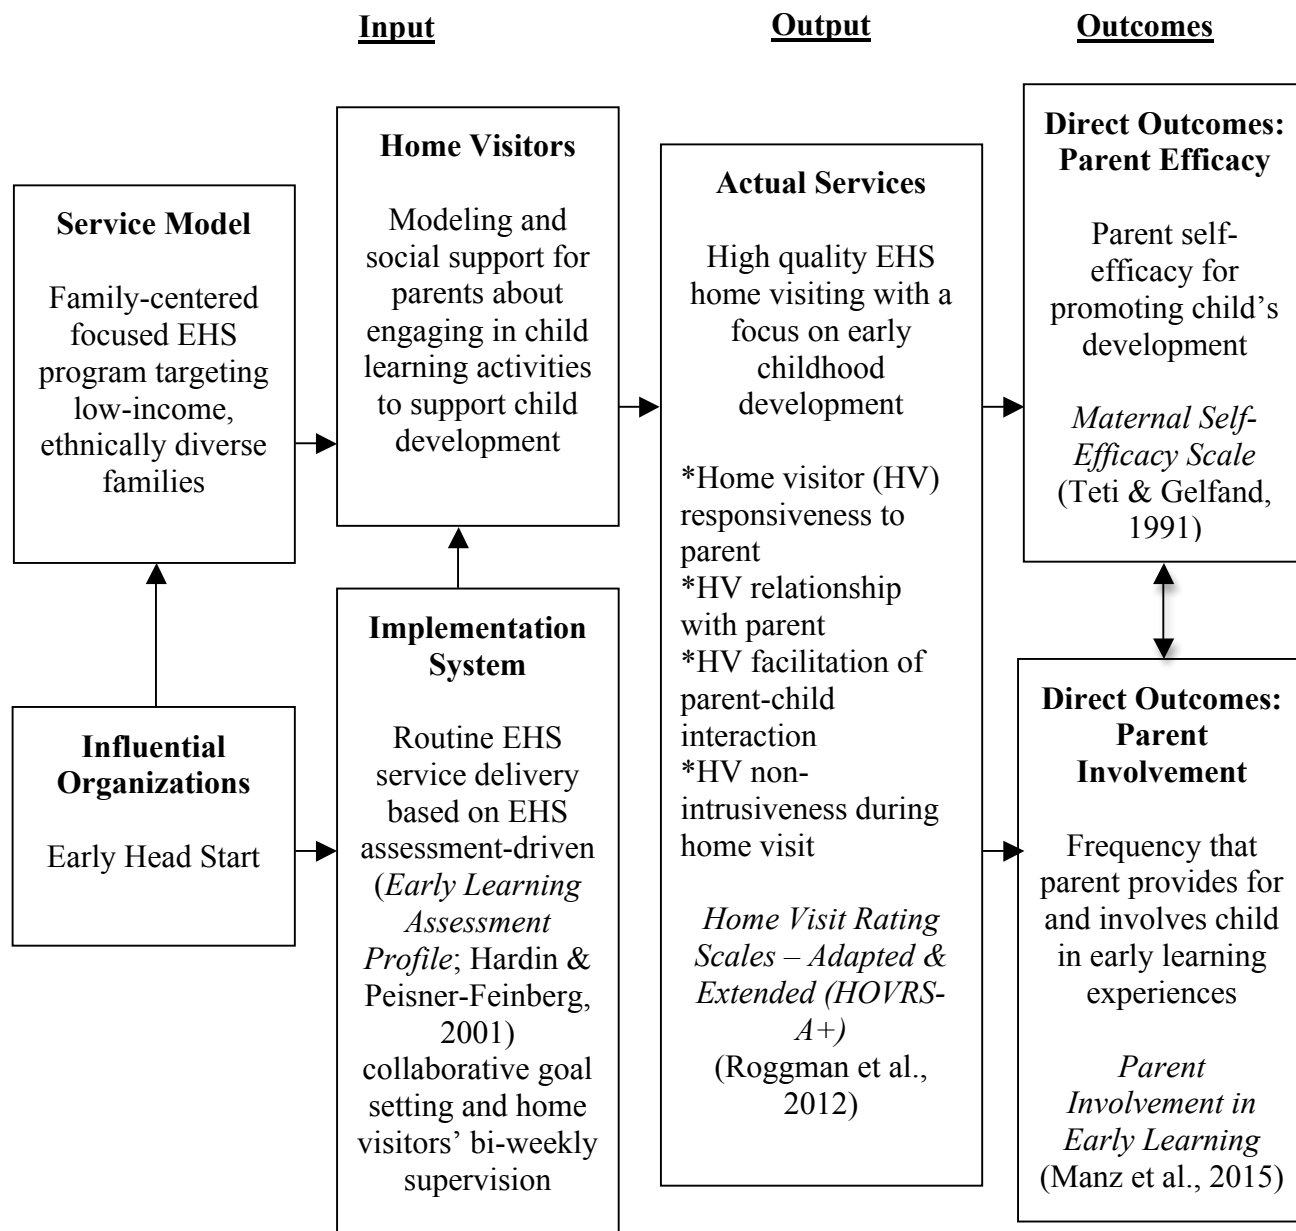 Input
Output
Outcomes
Service Model
Family-centered
focused EHS
program targeting
low-income,
ethnically diverse
families
Influential
Organizations
Early Head Start
Home Visitors
Modeling and
social support for
parents about
engaging in child
learning activities
to support child
development
Implementation
System
Routine EHS
service delivery
based on EHS
assessment-driven
(Early Learning
Assessment
Profile; Hardin &
Peisner-Feinberg,
2001)
collaborative goal
setting and home
visitors’ bi-weekly
supervision
Actual Services
High quality EHS
home visiting with a
focus on early
childhood
development
*Home visitor (HV)
responsiveness to
parent
*HV relationship
with parent
*HV facilitation of
parent-child
interaction
*HV non-
intrusiveness during
home visit
Home Visit Rating
Scales – Adapted &
Extended (HOVRS-
A+)
(Roggman et al.,
2012)
Direct Outcomes:
Parent Efficacy
Parent self-
efficacy for
promoting child’s
development
Maternal Self-
Efficacy Scale
(Teti & Gelfand,
1991)
Direct Outcomes:
Parent
Involvement
Frequency that
parent provides for
and involves child
in early learning
experiences
Parent
Involvement in
Early Learning
(Manz et al., 2015)